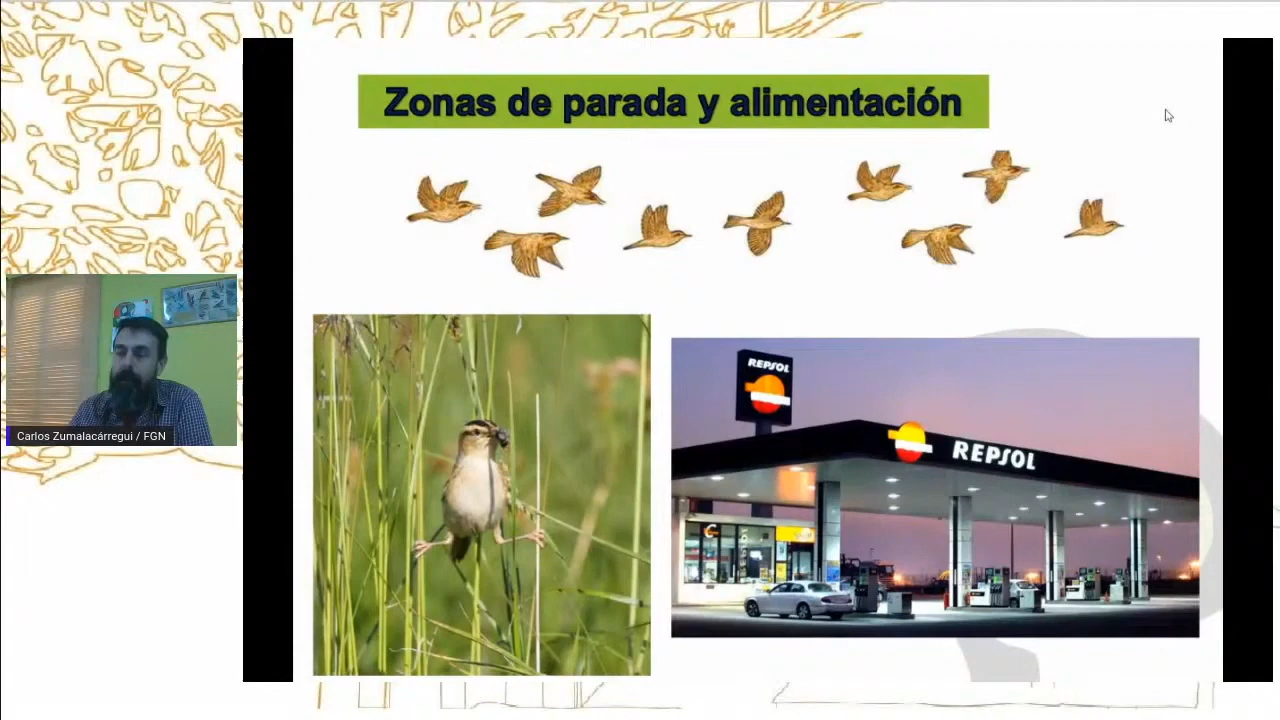 Zonas de parada y alimentación
REPSOL
REPSOL
Carlos Zumalacárregui / FGN